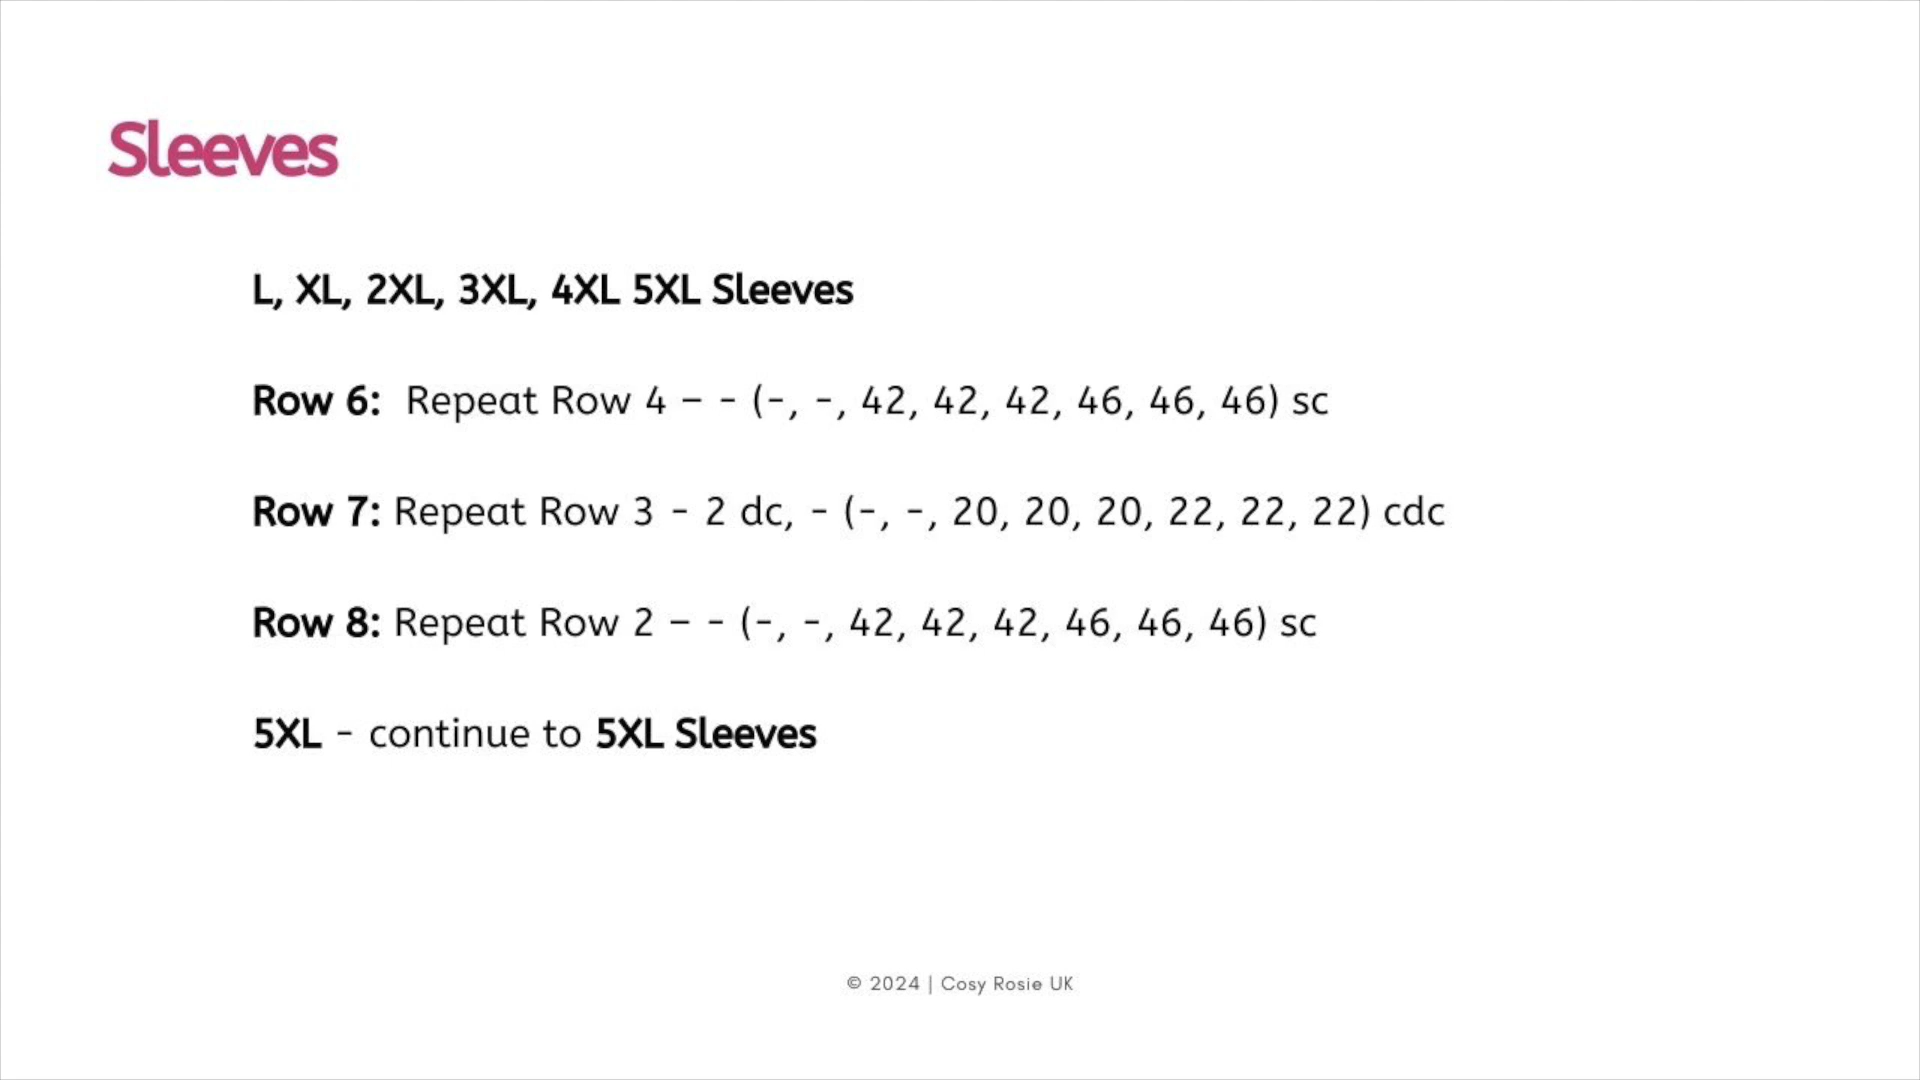 Sleeves
L, XL, 2XL, 3XL, 4XL 5XL Sleeves
Row 6:  Repeat Row 4 – - (-, -, 42, 42, 42, 46, 46, 46) sc
Row 7: Repeat Row 3 - 2 dc, - (-, -, 20, 20, 20, 22, 22, 22) cdc
Row 8: Repeat Row 2 – - (-, -, 42, 42, 42, 46, 46, 46) sc
5XL - continue to 5XL Sleeves
© 2024 | Cosy Rosie UK